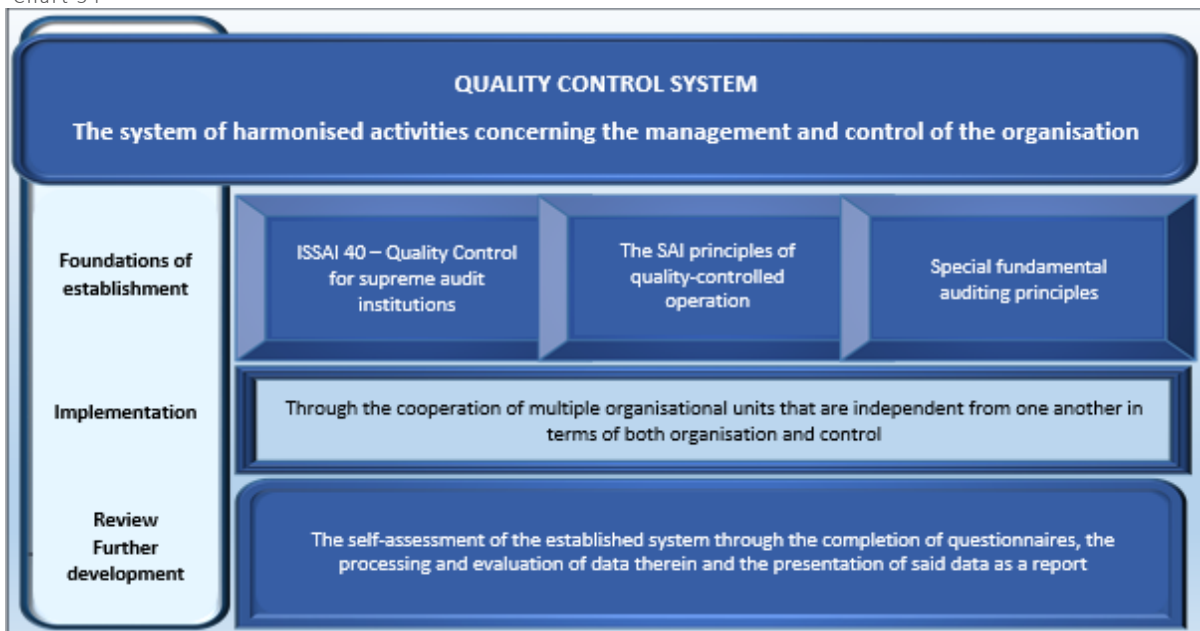 QUALITY CONTROL SYSTEM
The system of harmonised activities concerning the management and control of the organisation
Foundations of
establishment
ISSAI 40 – Quality Control
for supreme audit
institutions
The SAI principles of
quality-controlled
operation
Special fundamental
auditing principles
Implementation
Through the cooperation of multiple organisational units that are independent from one another in
terms of both organisation and control
Review
Further
development
The self-assessment of the established system through the completion of questionnaires, the
processing and evaluation of data therein and the presentation of said data as a report